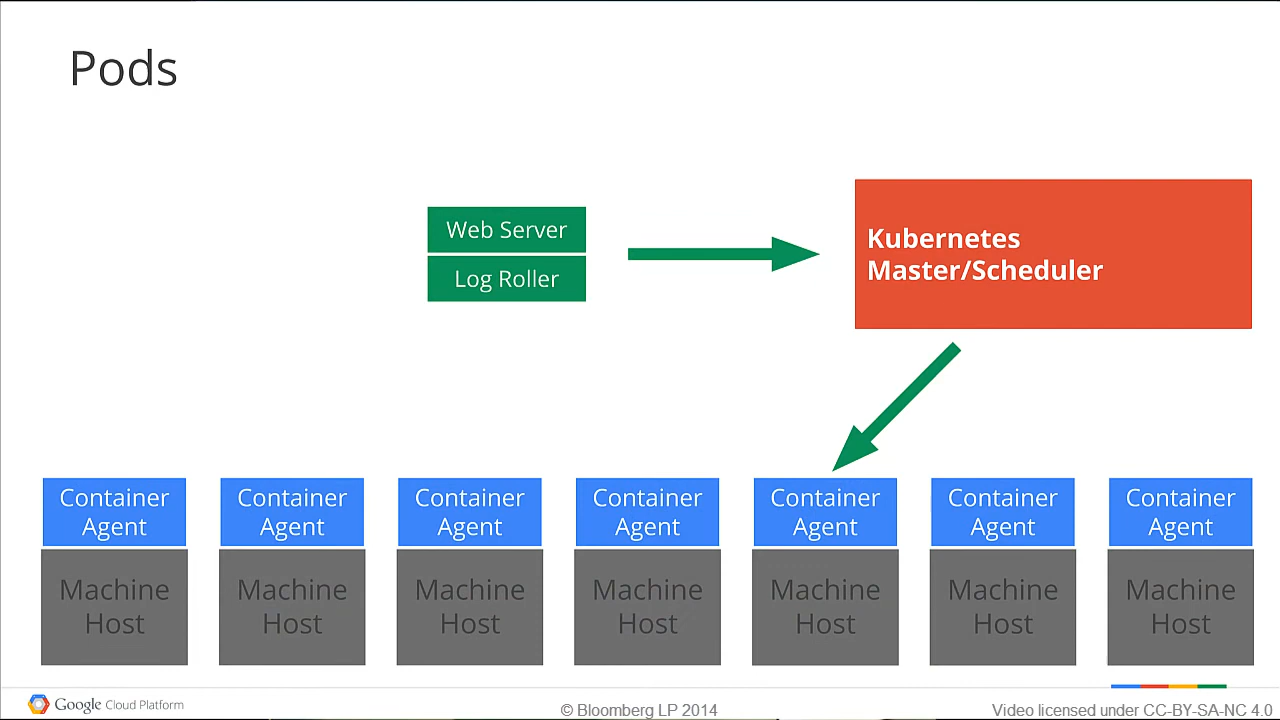 Pods
Web Server
Log Roller
Kubernetes
Master/Scheduler
Container
Agent
Container
Agent
Container
Agent
Container
Agent
Container
Agent
Container
Agent
Container
Agent
Machine
Host
Machine
Host
Machine
Host
Machine
Host
Machine
Host
Machine
Host
Machine
Host
Google Cloud Platform
© Bloomberg LP 2014
Video licensed under CC-BY-SA-NC 4.0